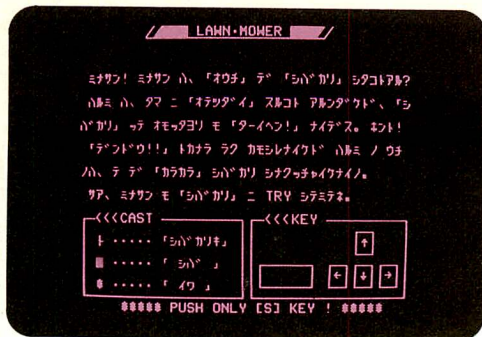 LAWN・MOWER
ミナサン! ミナサン ハ、「オウチ」 デ 「シバカリ」 シタコトアル?
ハルミ ハ、タマ ニ 「オテツダイ」 スルコト アルンダケド、「シ
バカリ」 ッテ オモッタヨリ モ 「ターイヘン!」 ナイデス。ホント!
「デンドウ!!」 トカナラ ラク カモシレナイケド ハルミ ノ ウチ
ノハ、テ デ 「カラカラ」 シバカリ シナクッチャイケナイノ。
サア、ミナサン モ 「シバカリ」 ニ TRY シテミテネ。
<<<CAST
<<<KEY
ト ・・・・・ 「シバカリキ」
・・・・・ 「 シバ 」
・・・・・ 「 イワ 」
↑
← ↓ →
***** PUSH ONLY [S] KEY ! *****